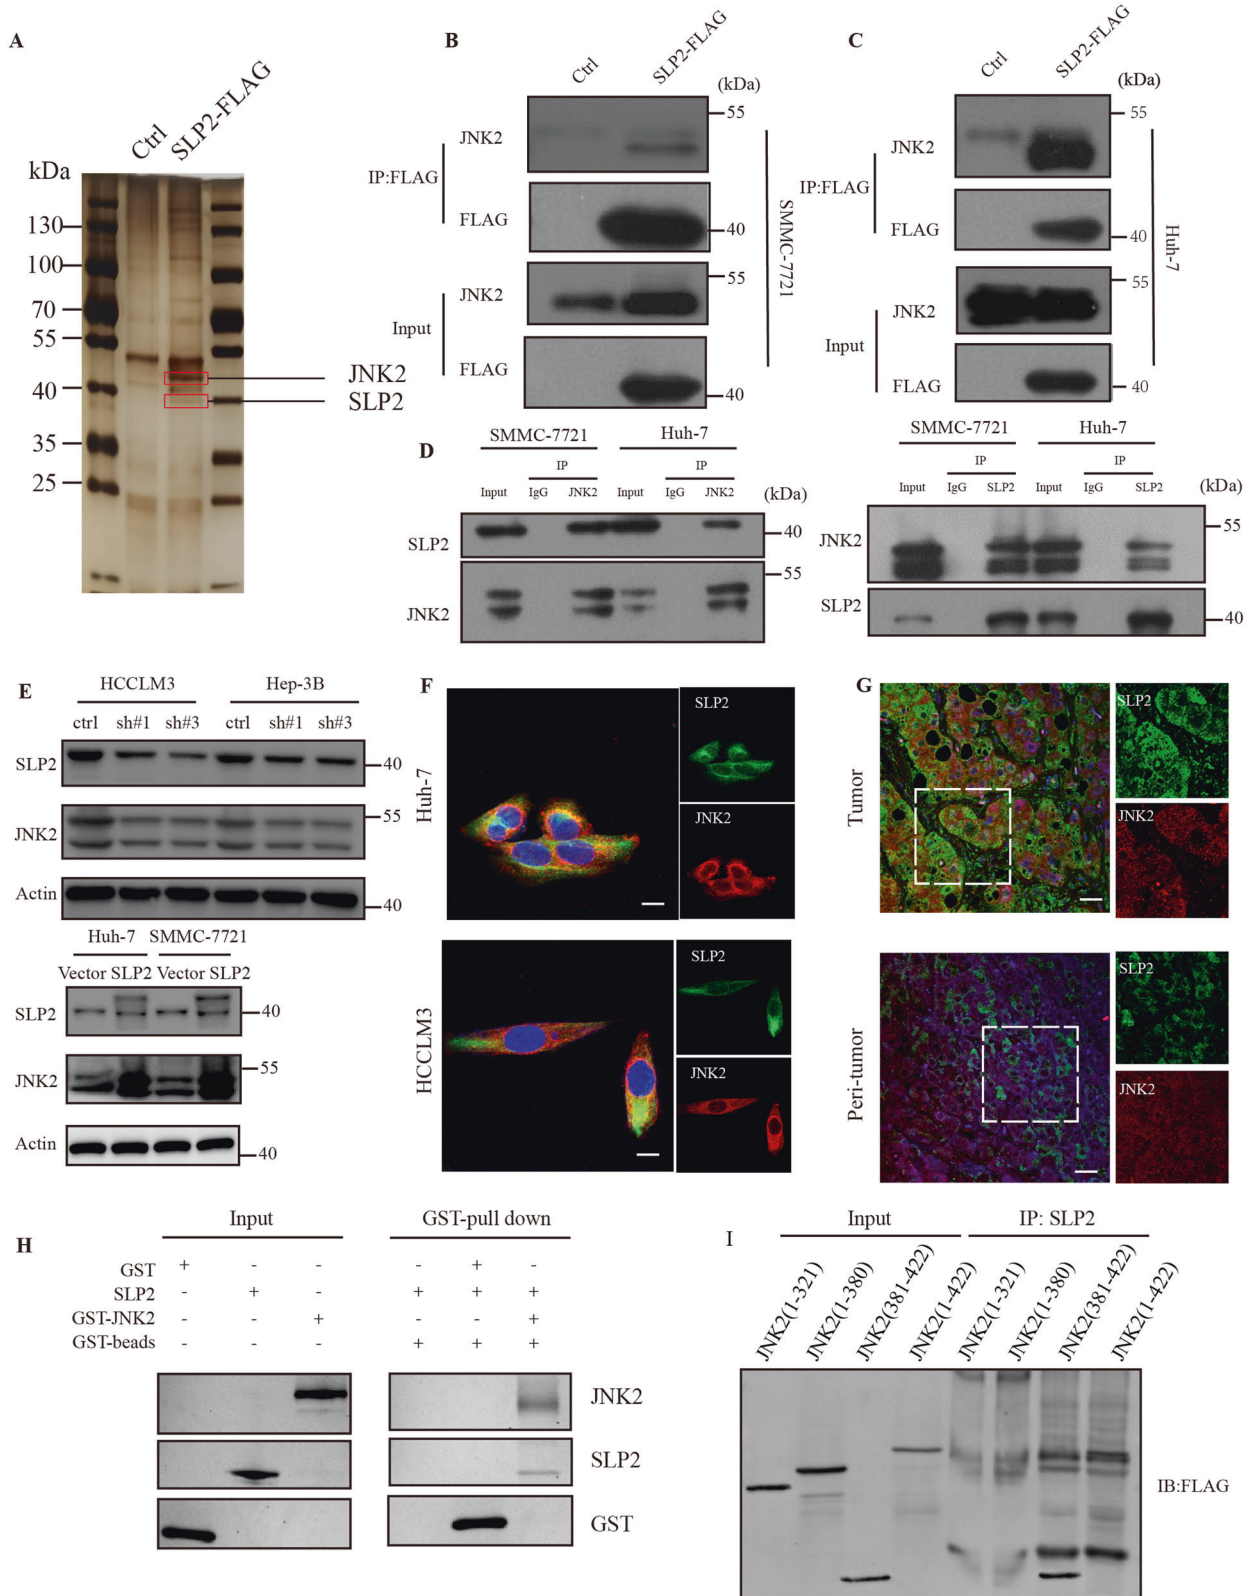 A
Ctrl
SLP2-FLAG
kDa
130
100
70
55
40
35
25
JNK2
SLP2
B
Ctrl
SLP2-FLAG
(kDa)
JNK2
55
IP:FLAG
FLAG
40
JNK2
55
Input
FLAG
40
SMMC-7721
C
Ctrl
SLP2-FLAG
(kDa)
JNK2
55
IP:FLAG
FLAG
40
JNK2
55
Input
FLAG
40
Huh-7
D
SMMC-7721 Huh-7
IP IP
Input IgG JNK2 Input IgG JNK2 (kDa)
SLP2 40
55
JNK2
SMMC-7721 Huh-7
IP IP
Input IgG SLP2 Input IgG SLP2 (kDa)
55
JNK2
SLP2 40
E
HCCLM3 Hep-3B
ctrl sh#1 sh#3 ctrl sh#1 sh#3
SLP2 40
JNK2 55
Actin 40
Huh-7 SMMC-7721
Vector SLP2 Vector SLP2
SLP2 40
JNK2 55
Actin 40
F
Huh-7
SLP2
JNK2
HCCLM3
SLP2
JNK2
G
Tumor
SLP2
JNK2
Peri-tumor
SLP2
JNK2
H
Input GST-pull down
GST + - - - + -
SLP2 - + - + + +
GST-JNK2 - - + - - +
GST-beads - - - + + +
JNK2
SLP2
GST
I
Input IP: SLP2
JNK2(1-321)
JNK2(1-380)
JNK2(381-422)
JNK2(1-422)
JNK2(1-321)
JNK2(1-380)
JNK2(381-422)
JNK2(1-422)
IB:FLAG